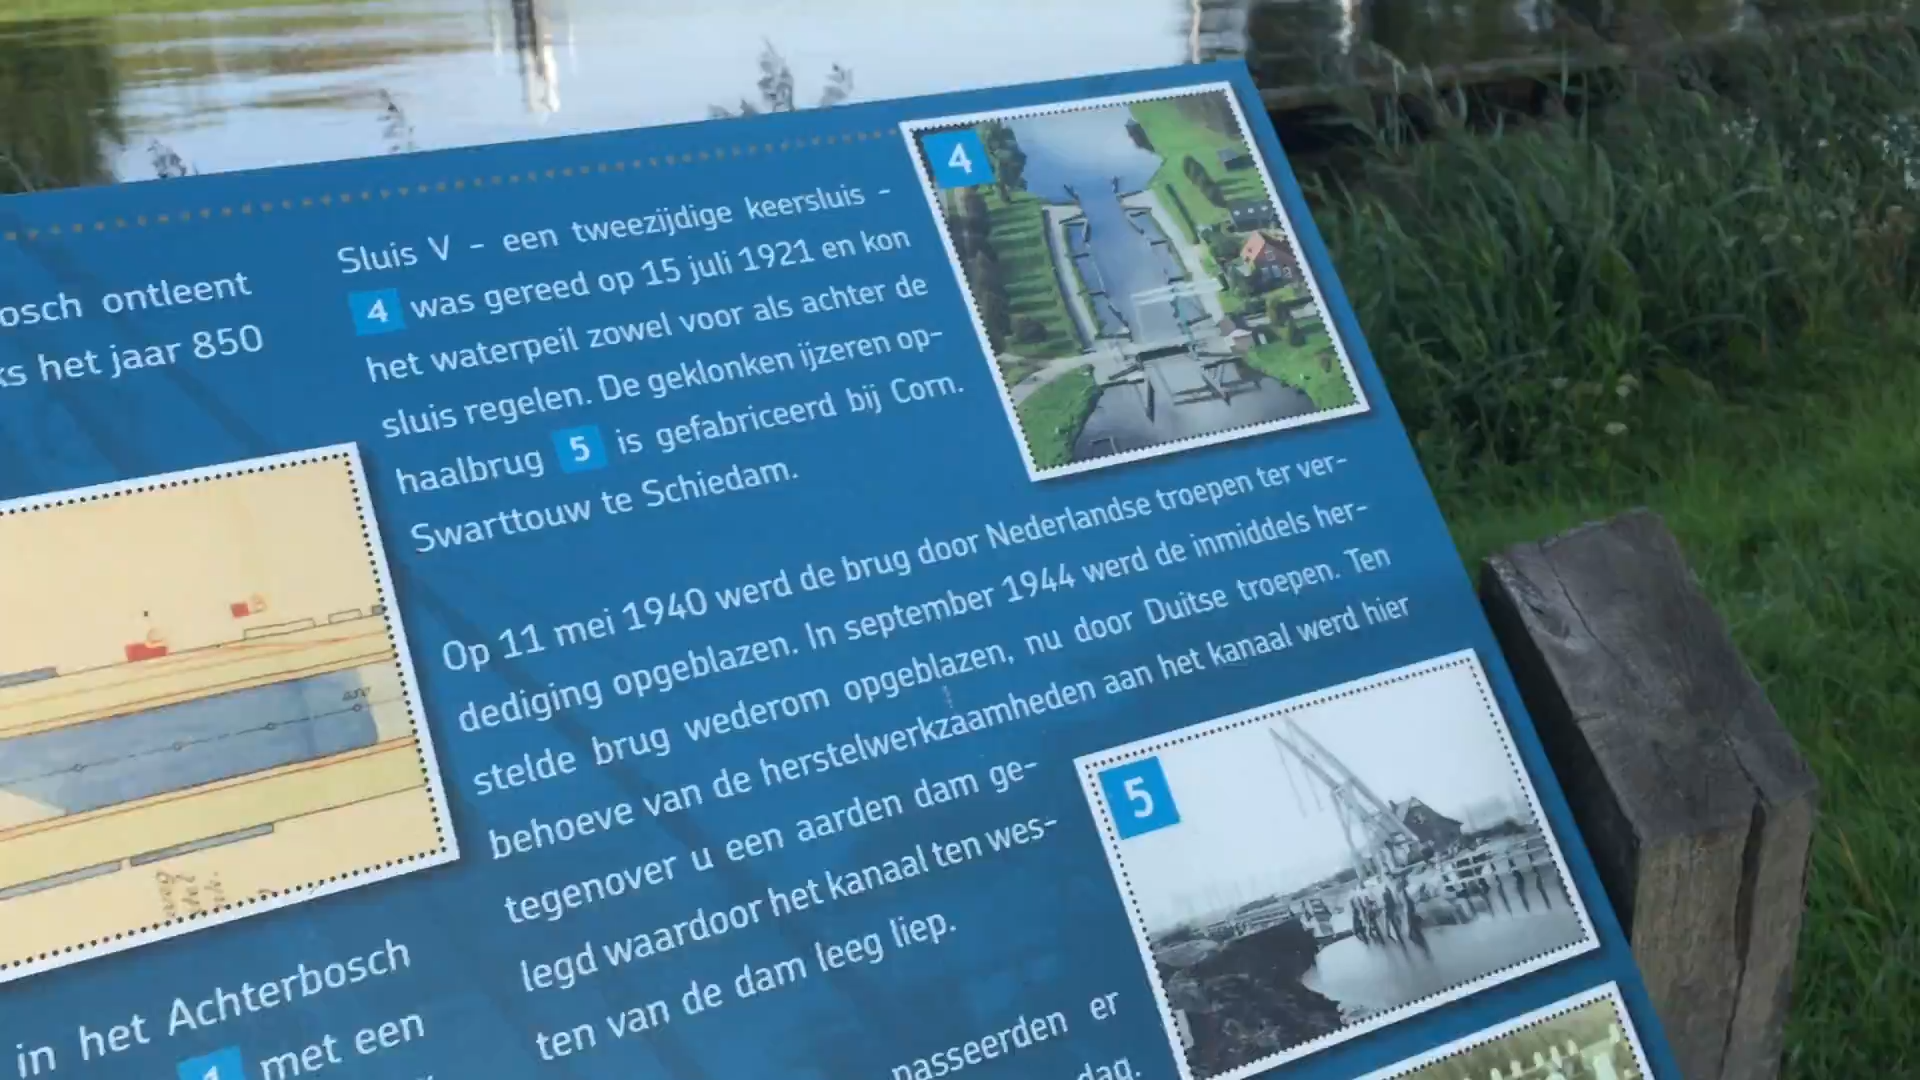 osch ontleent
ks het jaar 850
in het Achterbosch
1 met een
Sluis V – een tweezijdige keersluis –
4 was gereed op 15 juli 1921 en kon
het waterpeil zowel voor als achter de
sluis regelen. De geklonken ijzeren op-
haalbrug 5 is gefabriceerd bij Corn.
Swarttouw te Schiedam.
Op 11 mei 1940 werd de brug door Nederlandse troepen ter ver-
dediging opgeblazen. In september 1944 werd de inmiddels her-
stelde brug wederom opgeblazen, nu door Duitse troepen. Ten
behoeve van de herstelwerkzaamheden aan het kanaal werd hier
tegenover u een aarden dam ge-
legd waardoor het kanaal ten wes-
ten van de dam leeg liep.
passeerden er
dag.
4
5